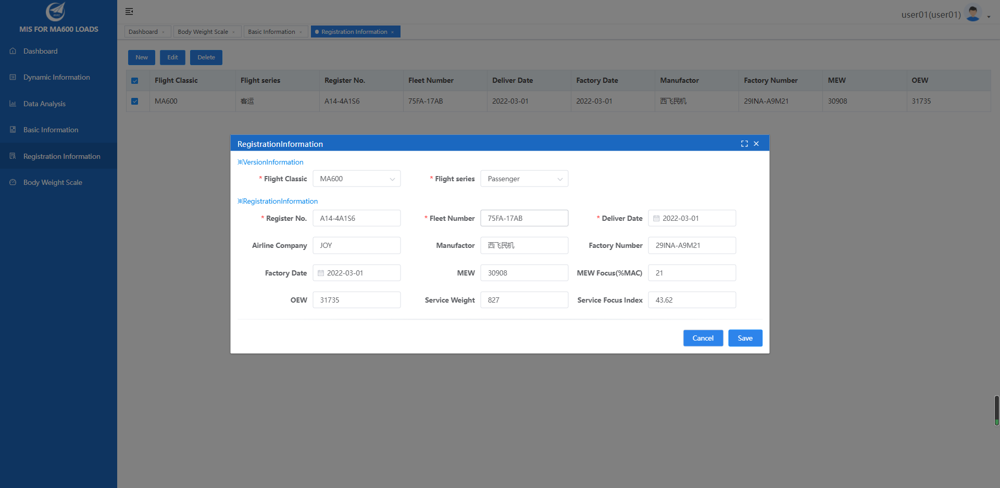 MIS FOR MA600 LOADS
Dashboard
Dynamic Information
Data Analysis
Basic Information
Registration Information
Body Weight Scale
user01(user01)
Dashboard × Body Weight Scale × Basic Information × Registration Information ×
New Edit Delete
Flight Classic Flight series Register No. Fleet Number Deliver Date Factory Date Manufactor Factory Number MEW OEW
MA600 客运 A14-4A1S6 75FA-17AB 2022-03-01 2022-03-01 西飞民机 29INA-A9M21 30908 31735
RegistrationInformation
※VersionInformation
* Flight Classic MA600 * Flight series Passenger
※RegistrationInformation
* Register No. A14-4A1S6 * Fleet Number 75FA-17AB * Deliver Date 2022-03-01
Airline Company JOY Manufactor 西飞民机 Factory Number 29INA-A9M21
Factory Date 2022-03-01 MEW 30908 MEW Focus(%MAC) 21
OEW 31735 Service Weight 827 Service Focus Index 43.62
Cancel Save